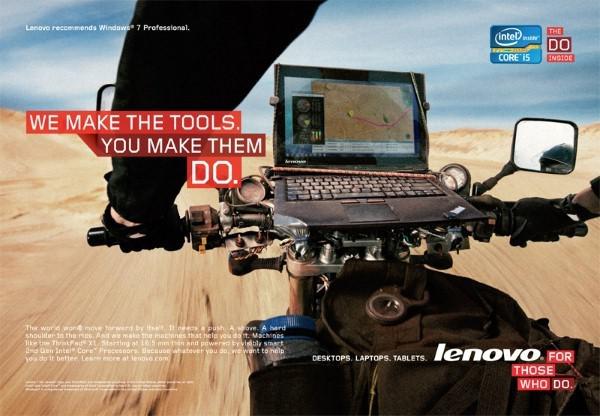 Lenovo recommends Windows® 7 Professional.
intel inside™
CORE™ i5
THE
DO
INSIDE
WE MAKE THE TOOLS.
YOU MAKE THEM
DO.
lenovo
The world won't move forward by itself. It needs a push. A shove. A hard
shoulder to the ribs. And we make the machines that help you do it. Machines
like the ThinkPad® X1. Starting at 16.5 mm thin and powered by visibly smart
2nd Gen Intel® Core™ Processors. Because whatever you do, we want to help
you do it better. Learn more at lenovo.com
DESKTOPS. LAPTOPS. TABLETS.
lenovo®
FOR
THOSE
WHO DO.